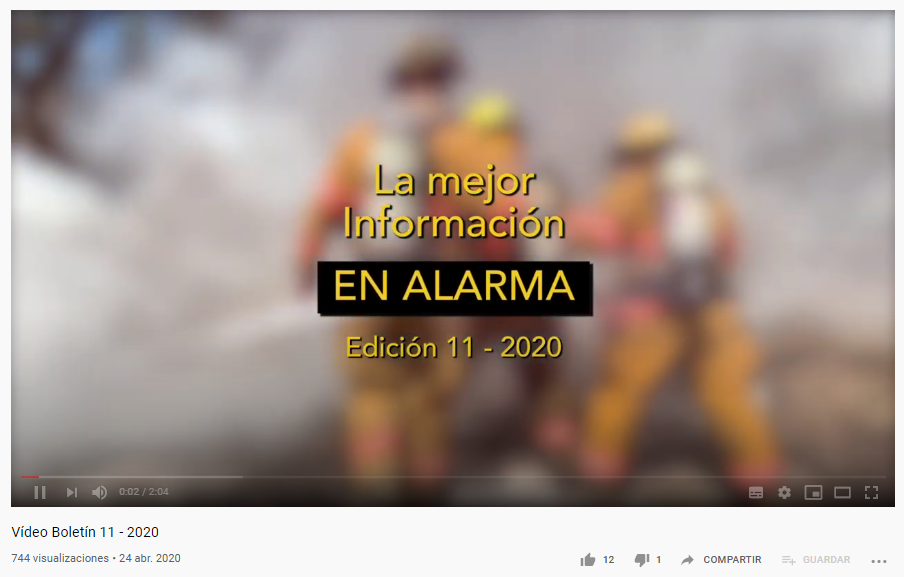 La mejor
Información
EN ALARMA
Edición 11 - 2020
0:02 / 2:04
Vídeo Boletín 11 - 2020
744 visualizaciones • 24 abr. 2020
12
1
COMPARTIR
GUARDAR